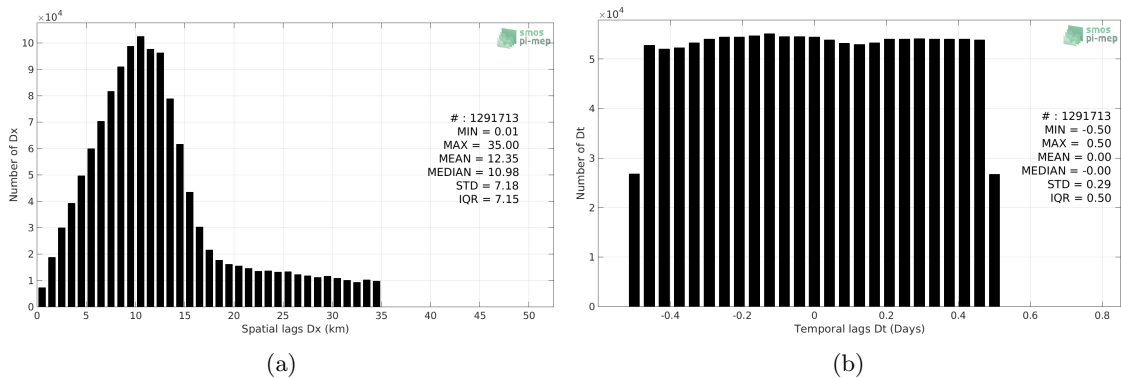 ×10⁴
10
9
8
7
6
5
4
3
2
1
0
Number of Dx
0 5 10 15 20 25 30 35 40 45 50
Spatial lags Dx (km)
smos
pi-mep
# : 1291713
MIN = 0.01
MAX = 35.00
MEAN = 12.35
MEDIAN = 10.98
STD = 7.18
IQR = 7.15
(a)
×10⁴
5
4
3
2
1
0
Number of Dt
-0.4 -0.2 0 0.2 0.4 0.6 0.8
Temporal lags Dt (Days)
smos
pi-mep
# : 1291713
MIN = -0.50
MAX = 0.50
MEAN = 0.00
MEDIAN = -0.00
STD = 0.29
IQR = 0.50
(b)